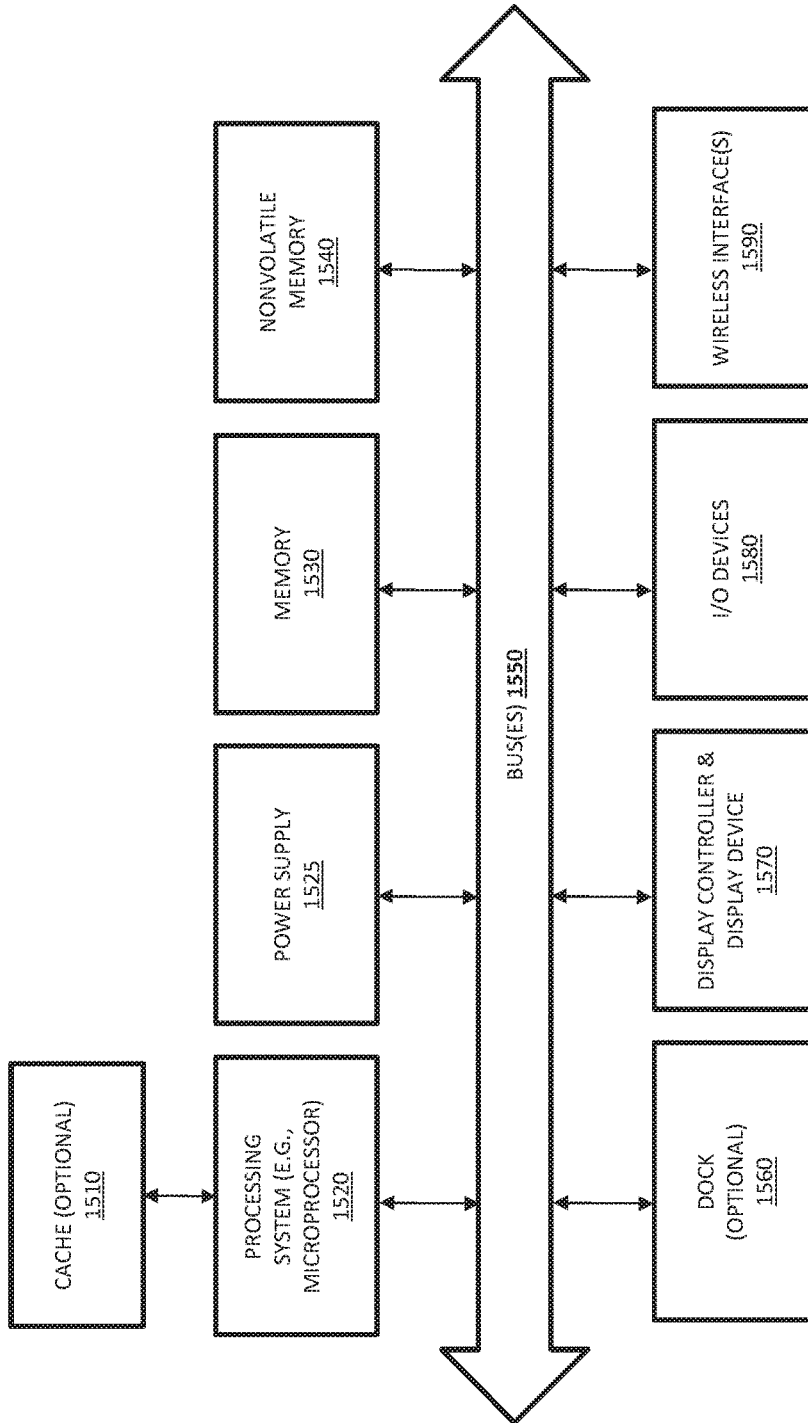 CACHE (OPTIONAL)
1510
PROCESSING
SYSTEM (E.G.,
MICROPROCESSOR)
1520
POWER SUPPLY
1525
MEMORY
1530
NONVOLATILE
MEMORY
1540
BUS(ES) 1550
DOCK
(OPTIONAL)
1560
DISPLAY CONTROLLER &
DISPLAY DEVICE
1570
I/O DEVICES
1580
WIRELESS INTERFACE(S)
1590